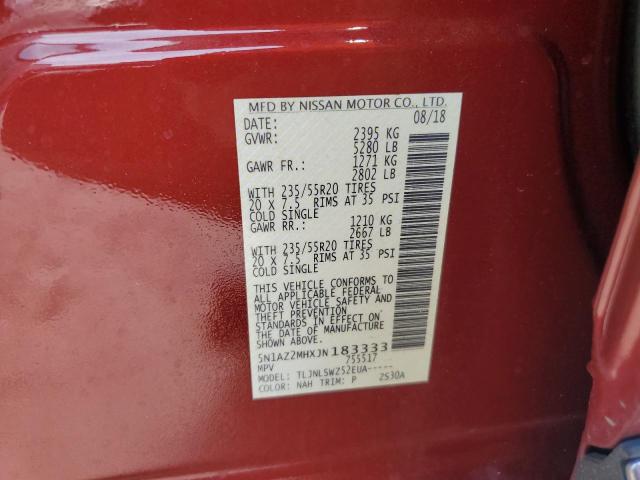 MFD BY NISSAN MOTOR CO., LTD.
DATE: 08/18
GVWR: 2395 KG
5280 LB
GAWR FR.: 1271 KG
2802 LB
WITH 235/55R20 TIRES
20 X 7.5 RIMS AT 35 PSI
COLD SINGLE
GAWR RR.: 1210 KG
2667 LB
WITH 235/55R20 TIRES
20 X 7.5 RIMS AT 35 PSI
COLD SINGLE
THIS VEHICLE CONFORMS TO
ALL APPLICABLE FEDERAL
MOTOR VEHICLE SAFETY AND
THEFT PREVENTION
STANDARDS IN EFFECT ON
THE DATE OF MANUFACTURE
SHOWN ABOVE.
5N1AZ2MHXJN183333
MPV 755517
MODEL: TLJNLSWZ52EUA-----
COLOR: NAH TRIM: P 2S30A